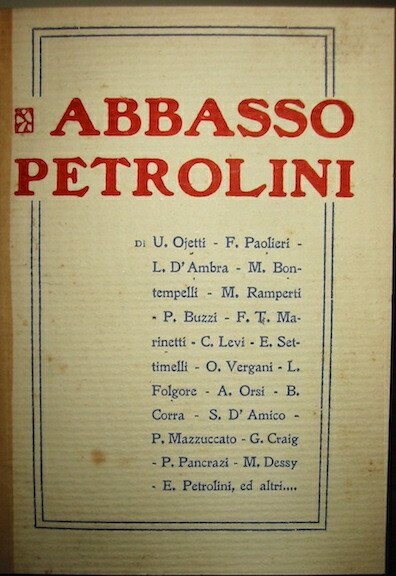 ABBASSO
PETROLINI
DI U. Ojetti - F. Paolieri -
L. D'Ambra - M. Bon-
tempelli - M. Ramperti
- P. Buzzi - F. T. Ma-
rinetti - C. Levi - E. Set-
timelli - O. Vergani - L.
Folgore - A. Orsi - B.
Corra - S. D'Amico -
P. Mazzuccato - G. Craig
- P. Pancrazi - M. Dessy
- E. Petrolini, ed altri....